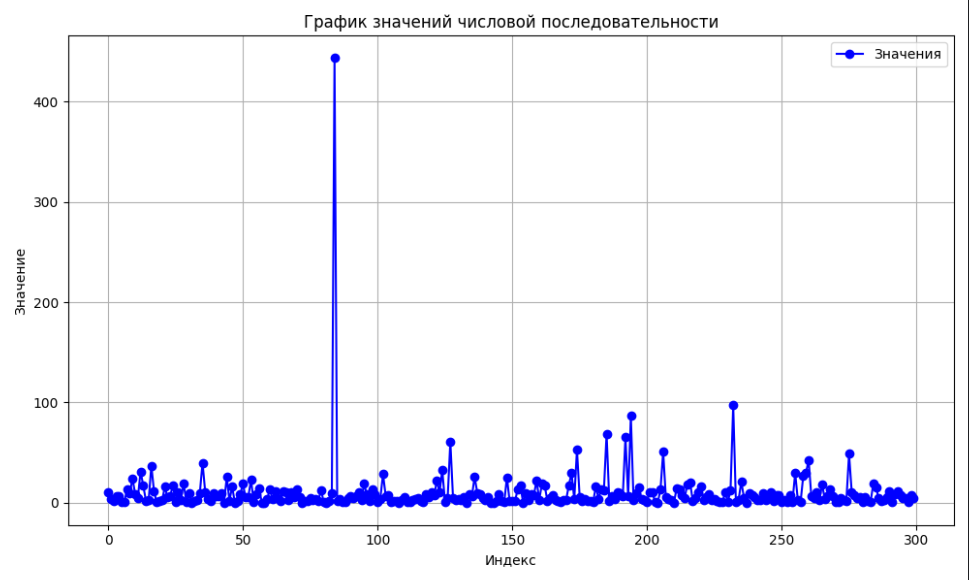 График значений числовой последовательности
Значения
Значение
400
300
200
100
0
0 50 100 150 200 250 300
Индекс